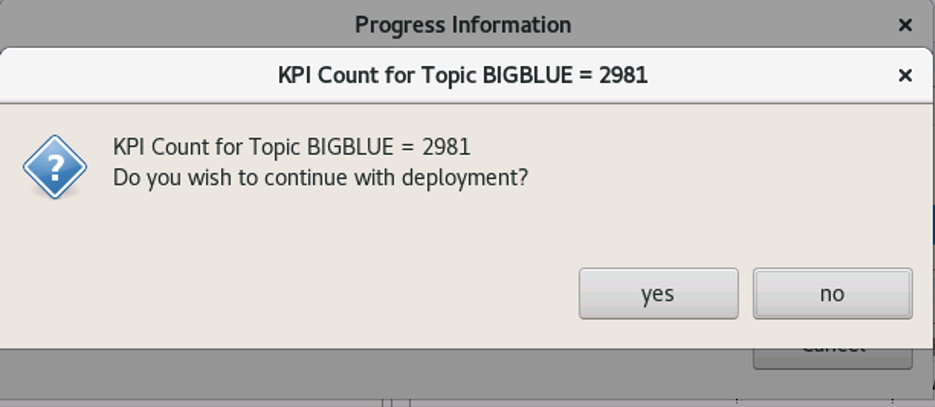 Progress Information
KPI Count for Topic BIGBLUE = 2981
KPI Count for Topic BIGBLUE = 2981
Do you wish to continue with deployment?
yes
no
Cancel